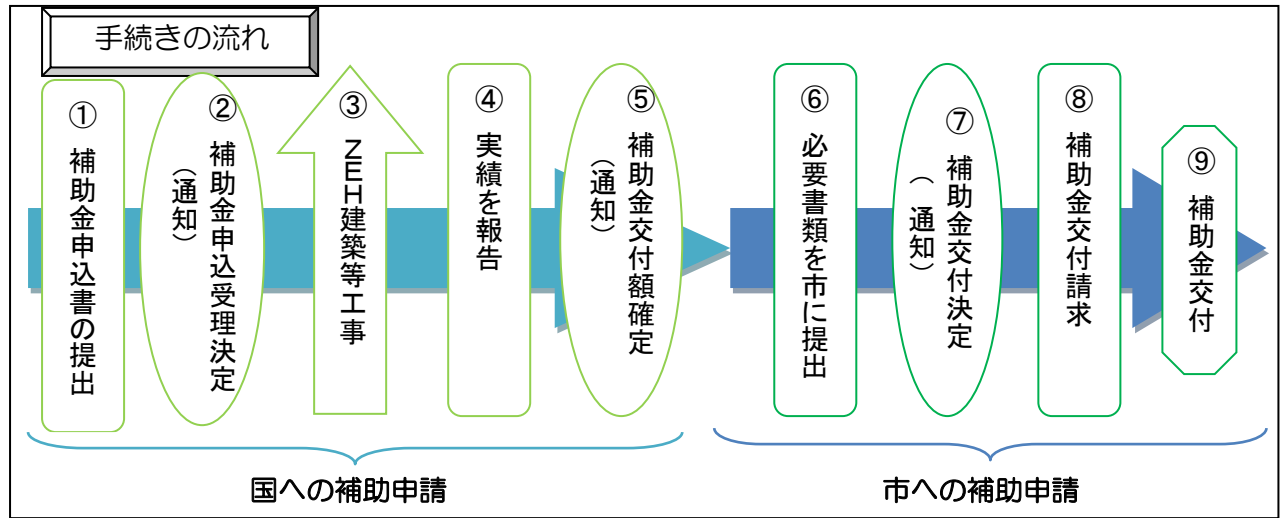 手続きの流れ
① 補助金申込書の提出
② 補助金申込受理決定
（通知）
③ ZEH建築等工事
④ 実績を報告
⑤ 補助金交付額確定
（通知）
⑥ 必要書類を市に提出
⑦ 補助金交付決定
（ 通知）
⑧ 補助金交付請求
⑨ 補助金交付
国への補助申請
市への補助申請